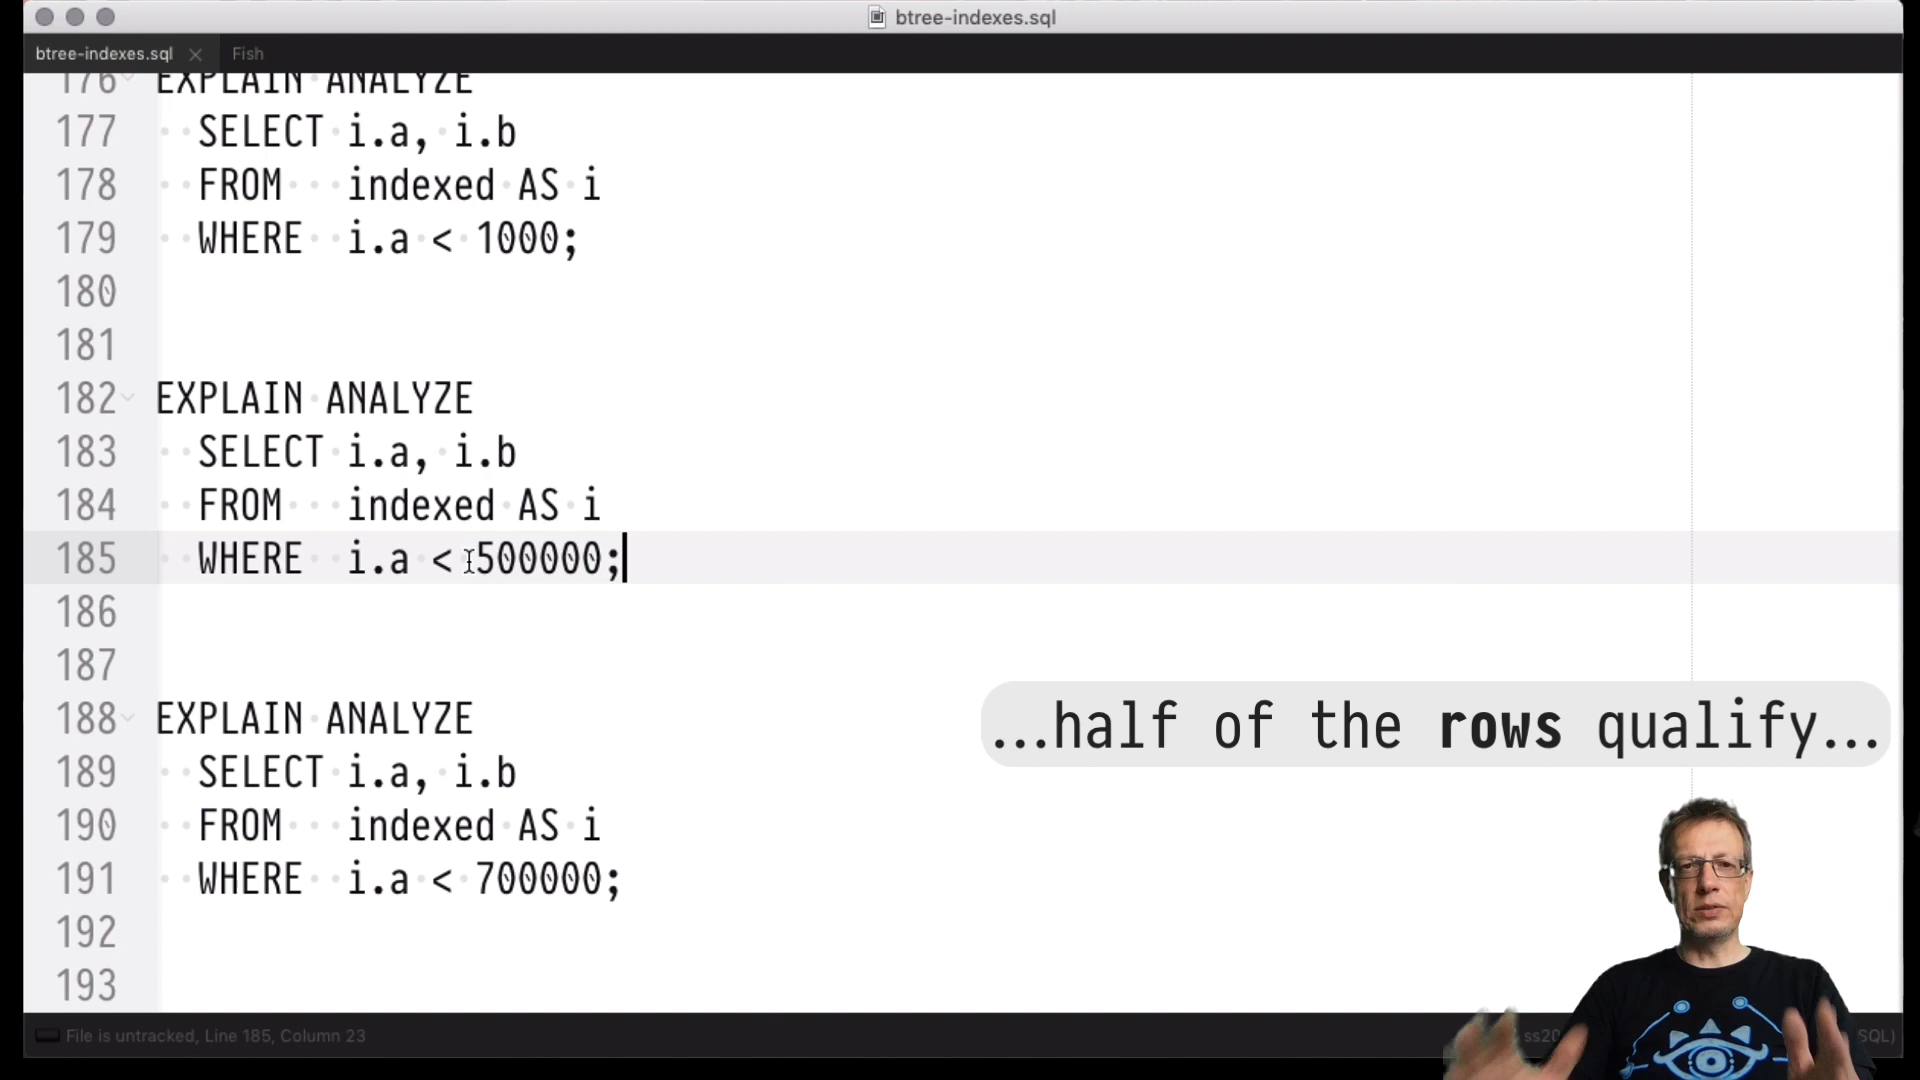 btree-indexes.sql
btree-indexes.sql Fish
176 EXPLAIN ANALYZE
177 SELECT i.a, i.b
178 FROM indexed AS i
179 WHERE i.a < 1000;
180
181
182 EXPLAIN ANALYZE
183 SELECT i.a, i.b
184 FROM indexed AS i
185 WHERE i.a < 500000;
186
187
188 EXPLAIN ANALYZE
189 SELECT i.a, i.b
190 FROM indexed AS i
191 WHERE i.a < 700000;
192
193
...half of the rows qualify...
File is untracked, Line 185, Column 23
ss20
SQL)